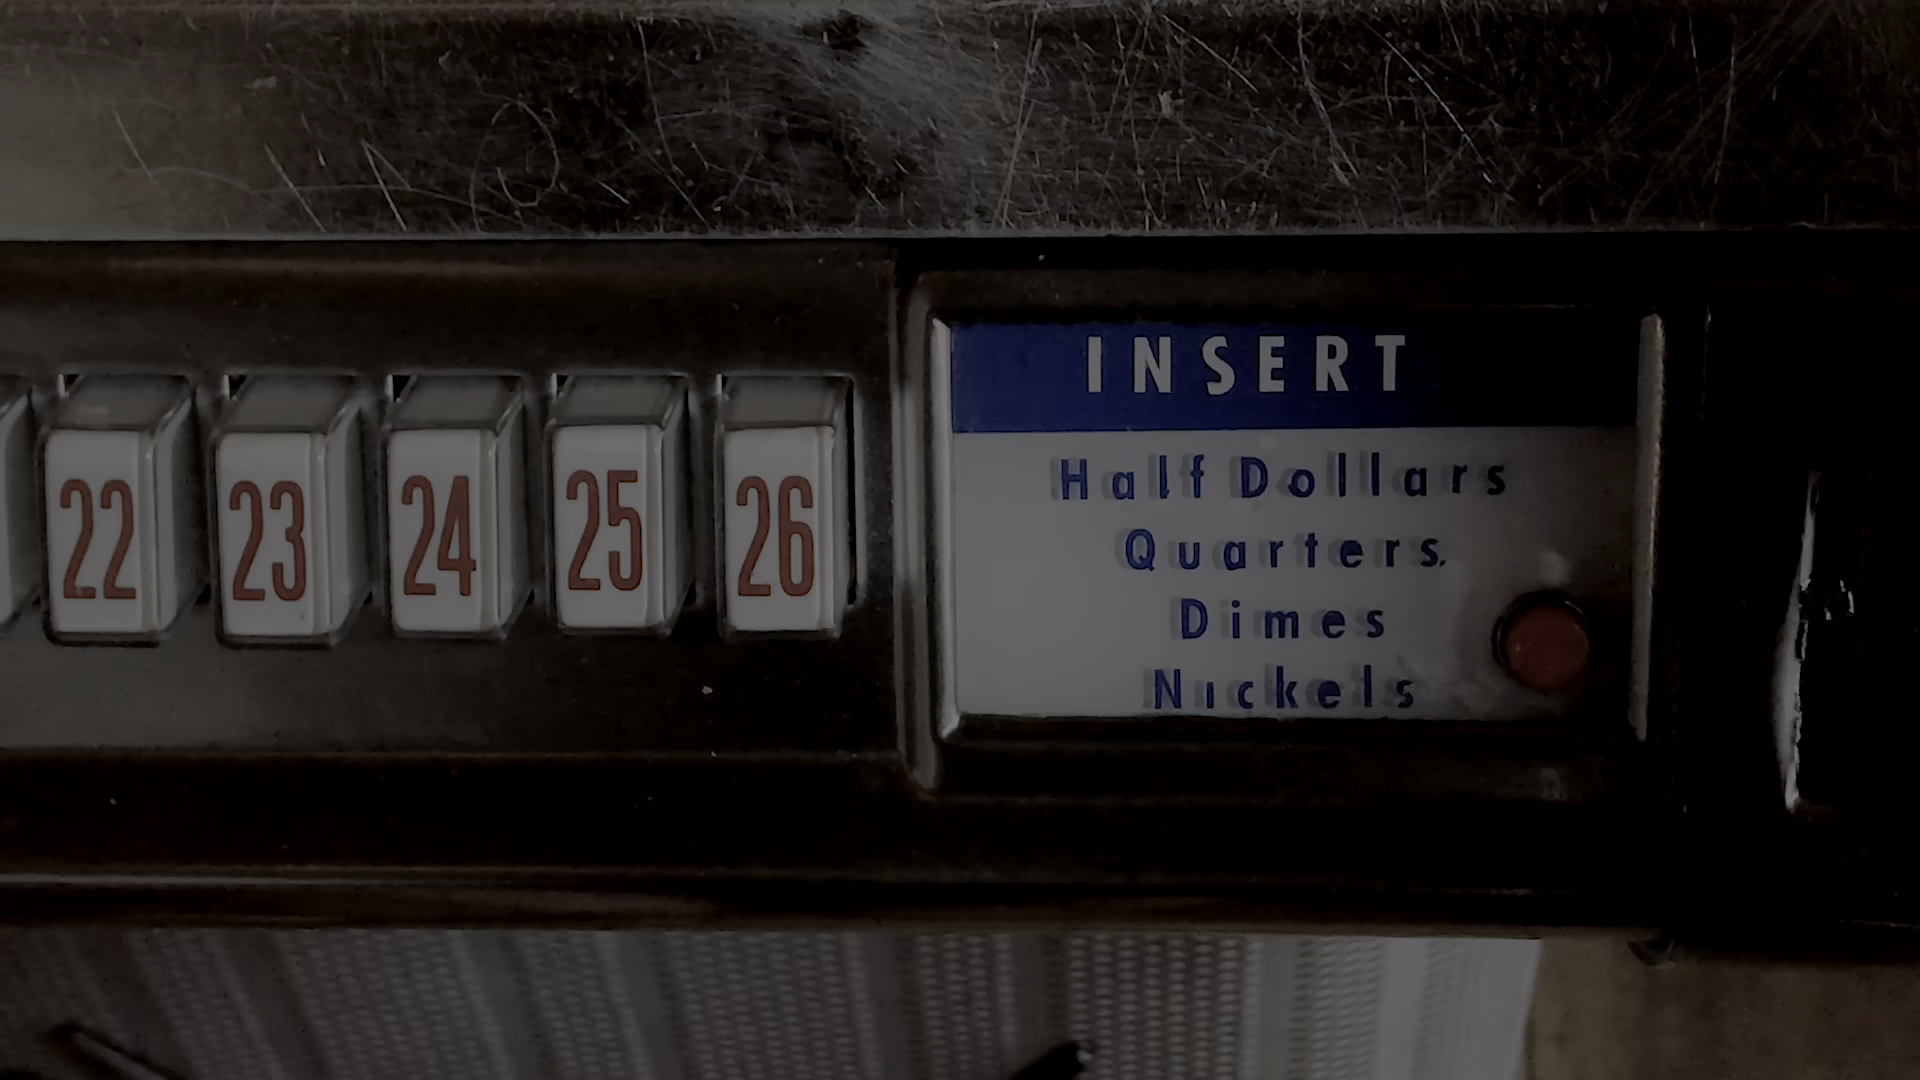 22 23 24 25 26
INSERT
Half Dollars
Quarters.
Dimes
Nickels